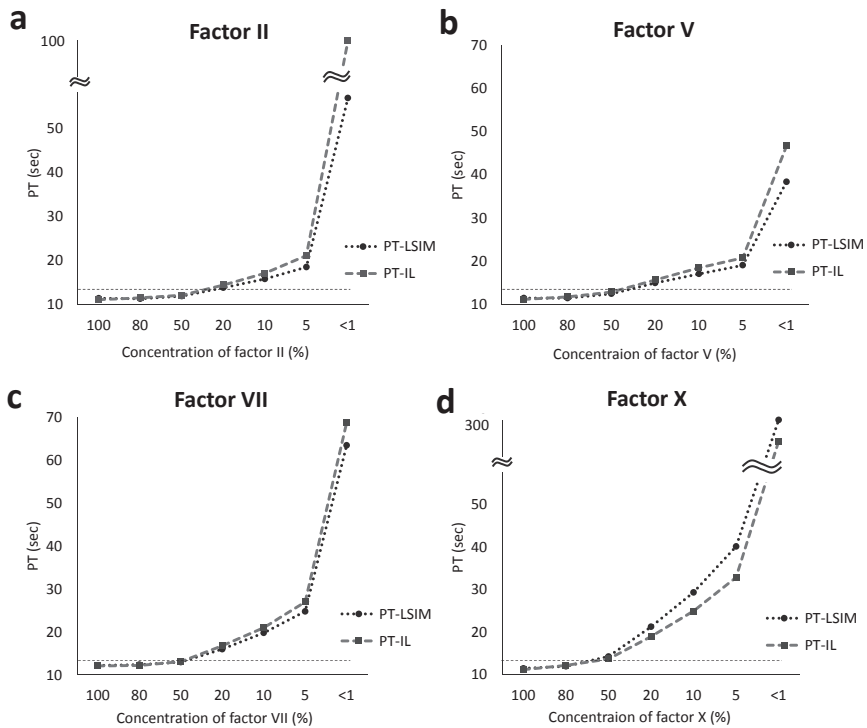 a
Factor II
100
50
40
30
20
10
PT (sec)
PT-LSIM
PT-IL
100 80 50 20 10 5 <1
Concentration of factor II (%)
b
Factor V
70
60
50
40
30
20
10
PT (sec)
PT-LSIM
PT-IL
100 80 50 20 10 5 <1
Concentraion of factor V (%)
c
Factor VII
70
60
50
40
30
20
10
PT (sec)
PT-LSIM
PT-IL
100 80 50 20 10 5 <1
Concentration of factor VII (%)
d
Factor X
300
50
40
30
20
10
PT (sec)
PT-LSIM
PT-IL
100 80 50 20 10 5 <1
Concentraion of factor X (%)